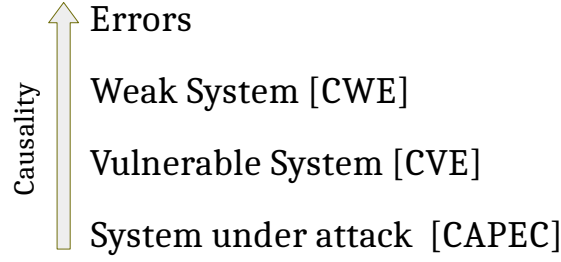 Errors
Weak System [CWE]
Vulnerable System [CVE]
System under attack [CAPEC]
Causality